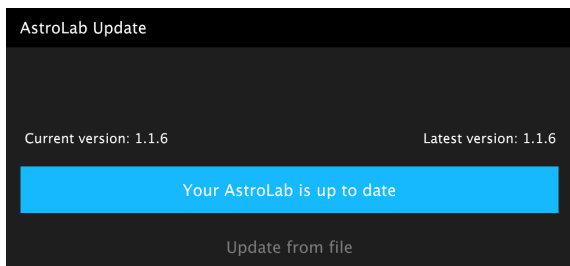 AstroLab Update
Current version: 1.1.6
Latest version: 1.1.6
Your AstroLab is up to date
Update from file